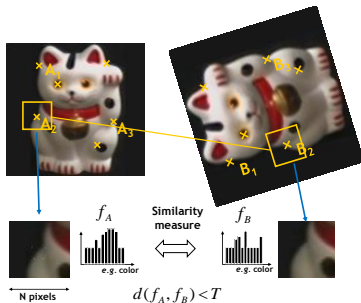 A₁
A₂
A₃
B₃
B₁
B₂
f_A
Similarity
measure
f_B
e.g. color
e.g. color
N pixels
d(f_A, f_B) < T